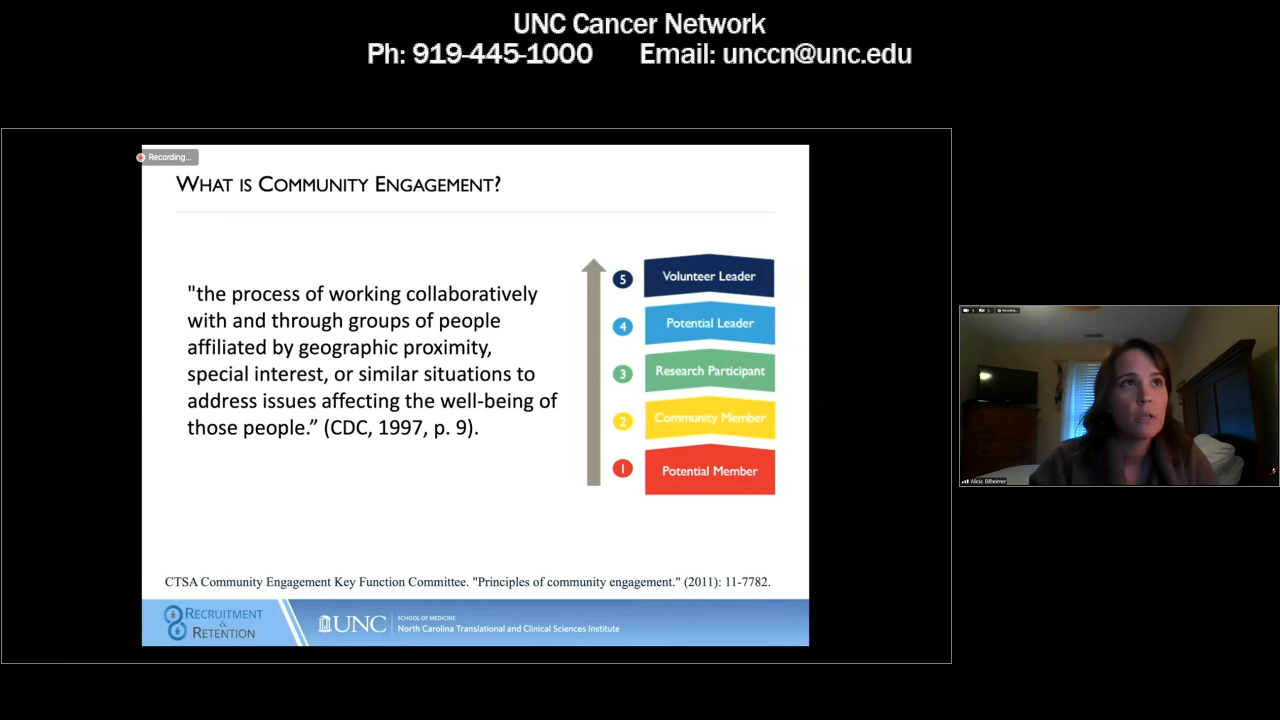 UNC Cancer Network
Ph: 919-445-1000 Email: unccn@unc.edu
Recording...
WHAT IS COMMUNITY ENGAGEMENT?
"the process of working collaboratively
with and through groups of people
affiliated by geographic proximity,
special interest, or similar situations to
address issues affecting the well-being of
those people.” (CDC, 1997, p. 9).
5 Volunteer Leader
4 Potential Leader
3 Research Participant
2 Community Member
1 Potential Member
CTSA Community Engagement Key Function Committee. "Principles of community engagement." (2011): 11-7782.
RECRUITMENT
&
RETENTION
UNC
SCHOOL OF MEDICINE
North Carolina Translational and Clinical Sciences Institute
Recording...
Alicia Bilheimer